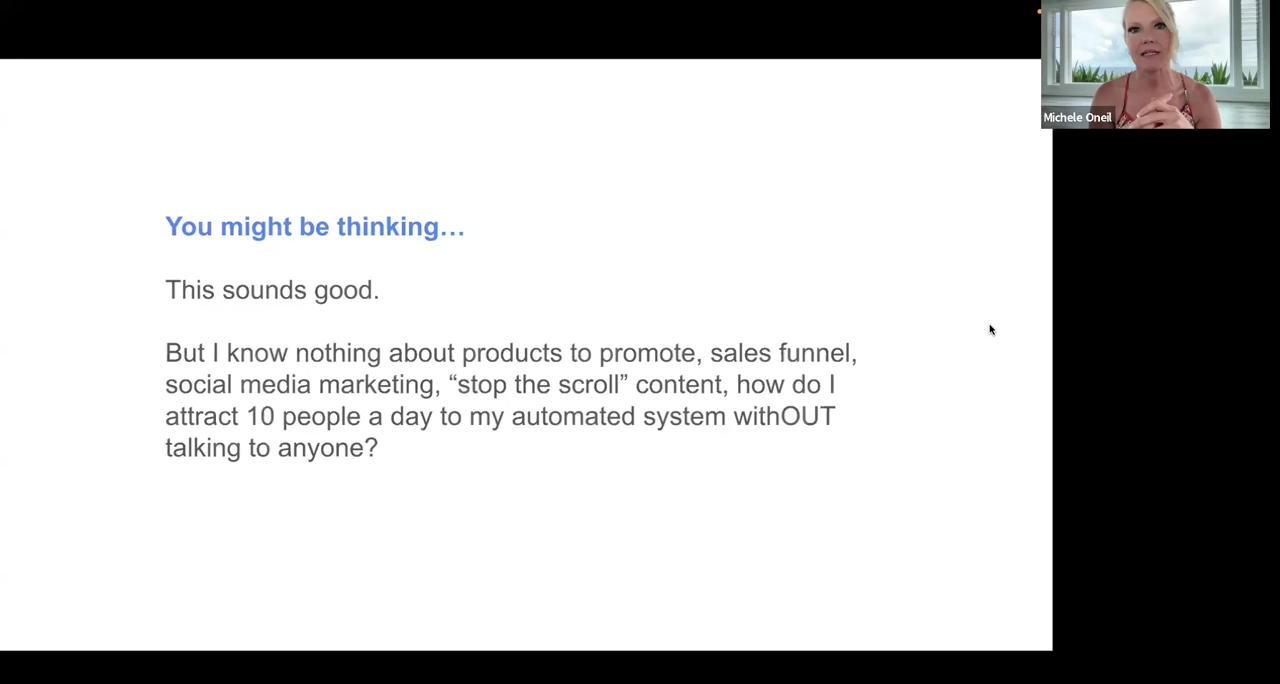 Michele Oneil
You might be thinking…
This sounds good.
But I know nothing about products to promote, sales funnel,
social media marketing, “stop the scroll” content, how do I
attract 10 people a day to my automated system withOUT
talking to anyone?